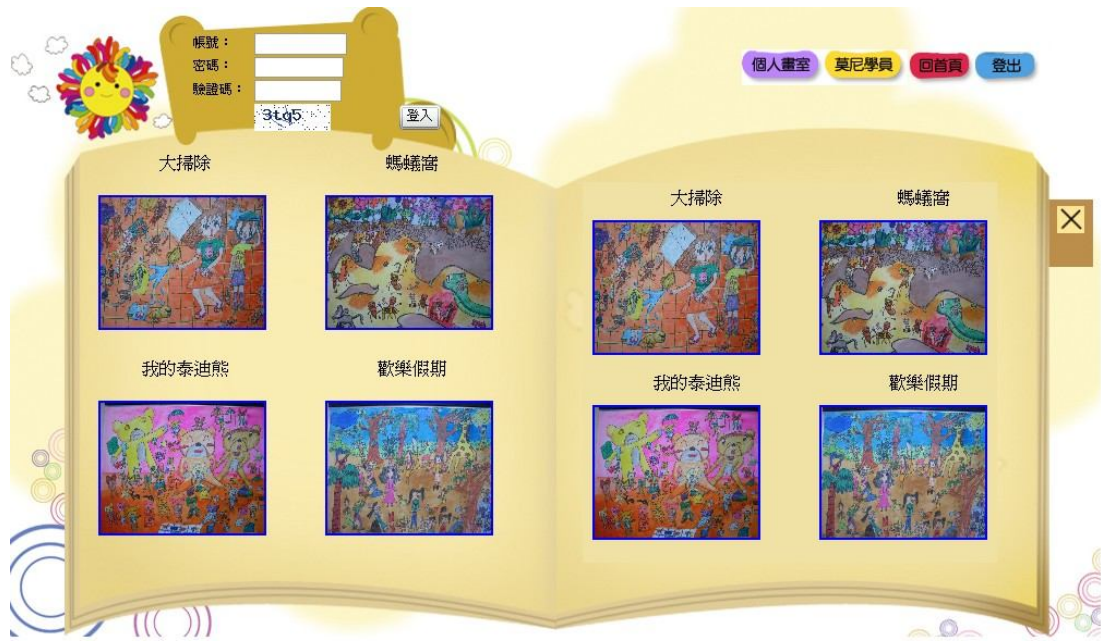 帳號：
密碼：
驗證碼：
3tq5
登入
個人畫室
莫尼學員
回首頁
登出
大掃除
螞蟻窩
我的泰迪熊
歡樂假期
大掃除
螞蟻窩
我的泰迪熊
歡樂假期